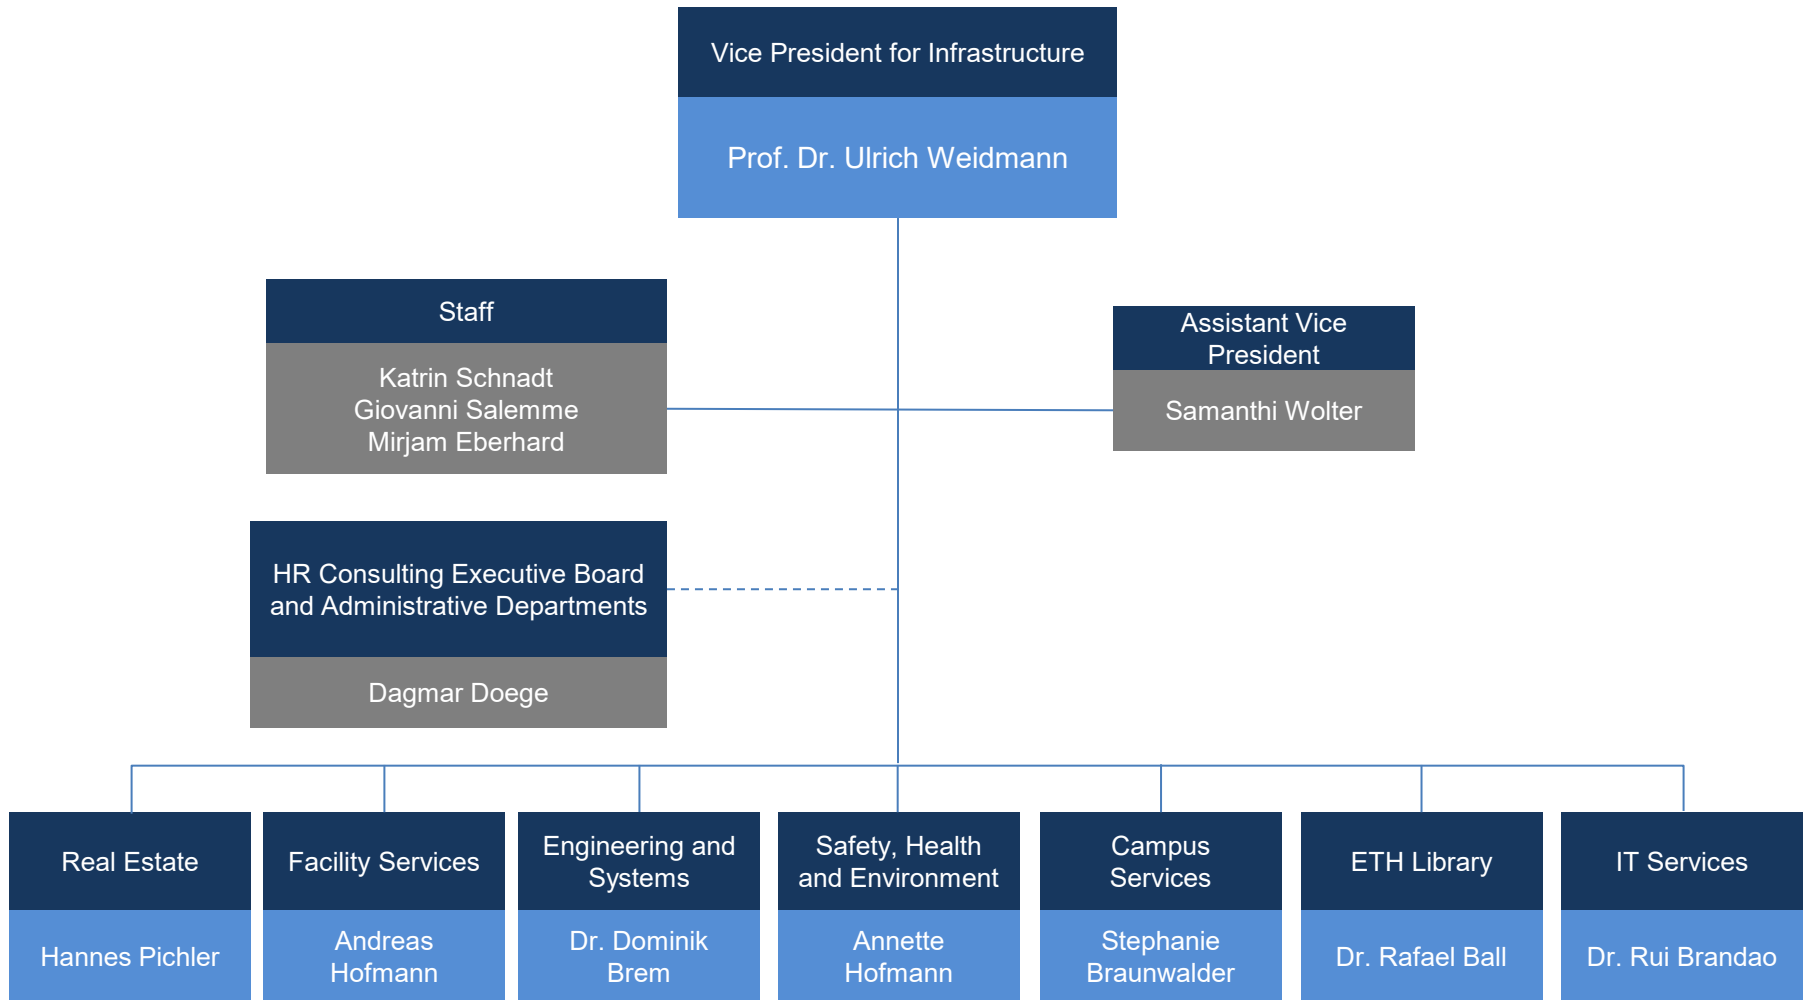 Vice President for Infrastructure
Prof. Dr. Ulrich Weidmann
Staff
Katrin Schnadt
Giovanni Salemme
Mirjam Eberhard
Assistant Vice
President
Samanthi Wolter
HR Consulting Executive Board
and Administrative Departments
Dagmar Doege
Real Estate
Hannes Pichler
Facility Services
Andreas
Hofmann
Engineering and
Systems
Dr. Dominik
Brem
Safety, Health
and Environment
Annette
Hofmann
Campus
Services
Stephanie
Braunwalder
ETH Library
Dr. Rafael Ball
IT Services
Dr. Rui Brandao